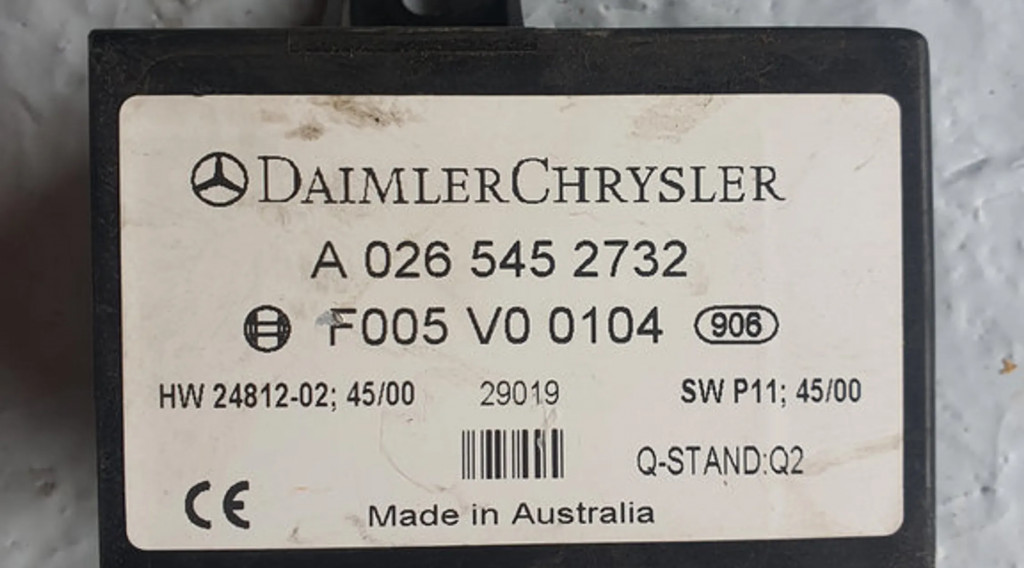 DAIMLERCHRYSLER
A 026 545 2732
F005 V0 0104 906
HW 24812-02; 45/00 29019 SW P11; 45/00
Q-STAND:Q2
CE Made in Australia